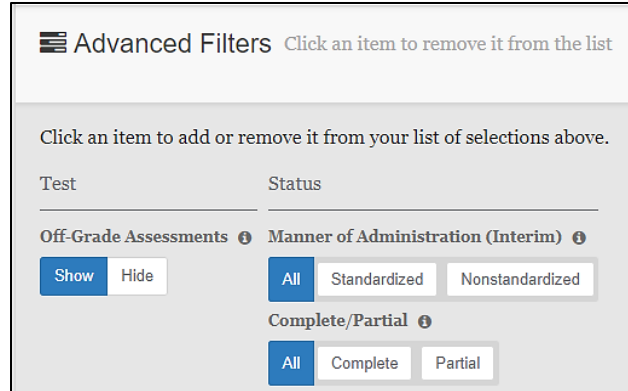 Advanced Filters Click an item to remove it from the list
Click an item to add or remove it from your list of selections above.
Test Status
Off-Grade Assessments Manner of Administration (Interim)
Show Hide All Standardized Nonstandardized
Complete/Partial
All Complete Partial